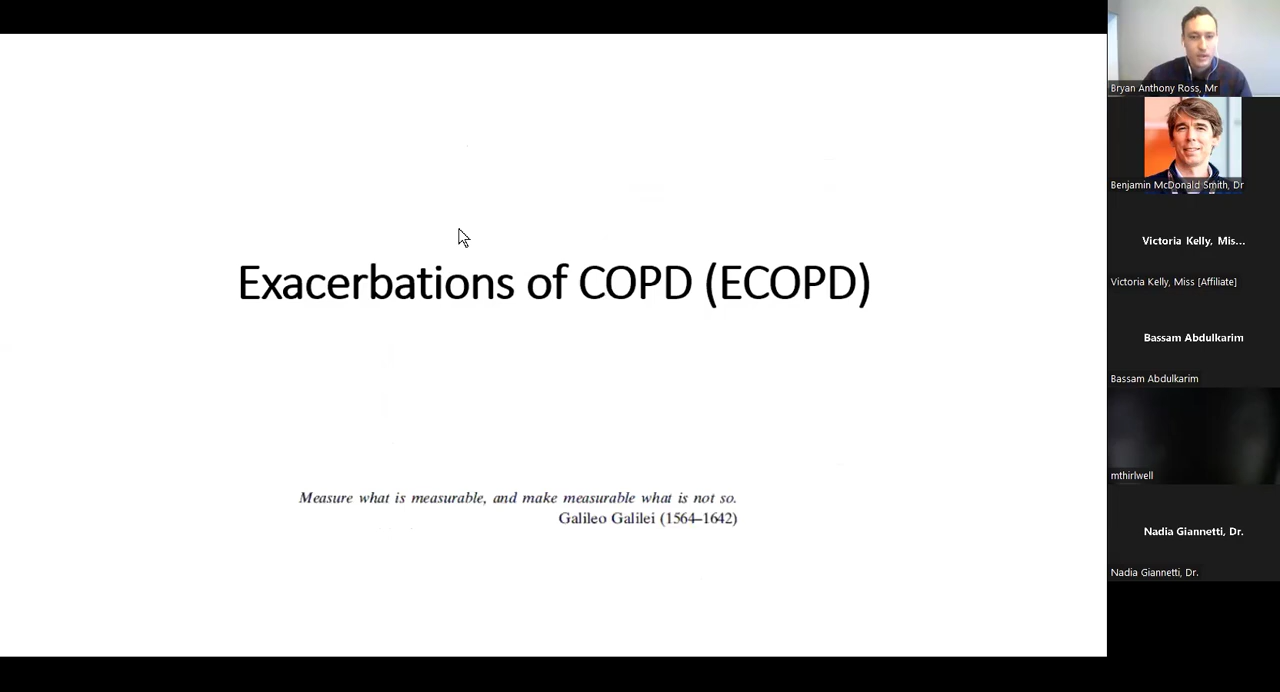 Exacerbations of COPD (ECOPD)
Measure what is measurable, and make measurable what is not so.
Galileo Galilei (1564–1642)
Bryan Anthony Ross, Mr
Benjamin McDonald Smith, Dr
Victoria Kelly, Mis...
Victoria Kelly, Miss [Affiliate]
Bassam Abdulkarim
Bassam Abdulkarim
mthirlwell
Nadia Giannetti, Dr.
Nadia Giannetti, Dr.